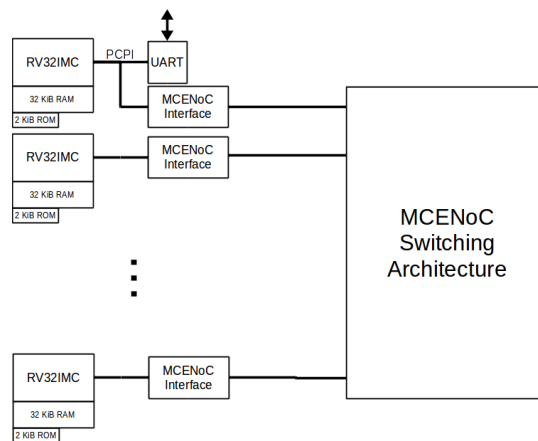 PCPI
RV32IMC
UART
32 KiB RAM
2 KiB ROM
MCENoC
Interface
RV32IMC
MCENoC
Interface
32 KiB RAM
2 KiB ROM
MCENoC
Switching
Architecture
RV32IMC
MCENoC
Interface
32 KiB RAM
2 KiB ROM